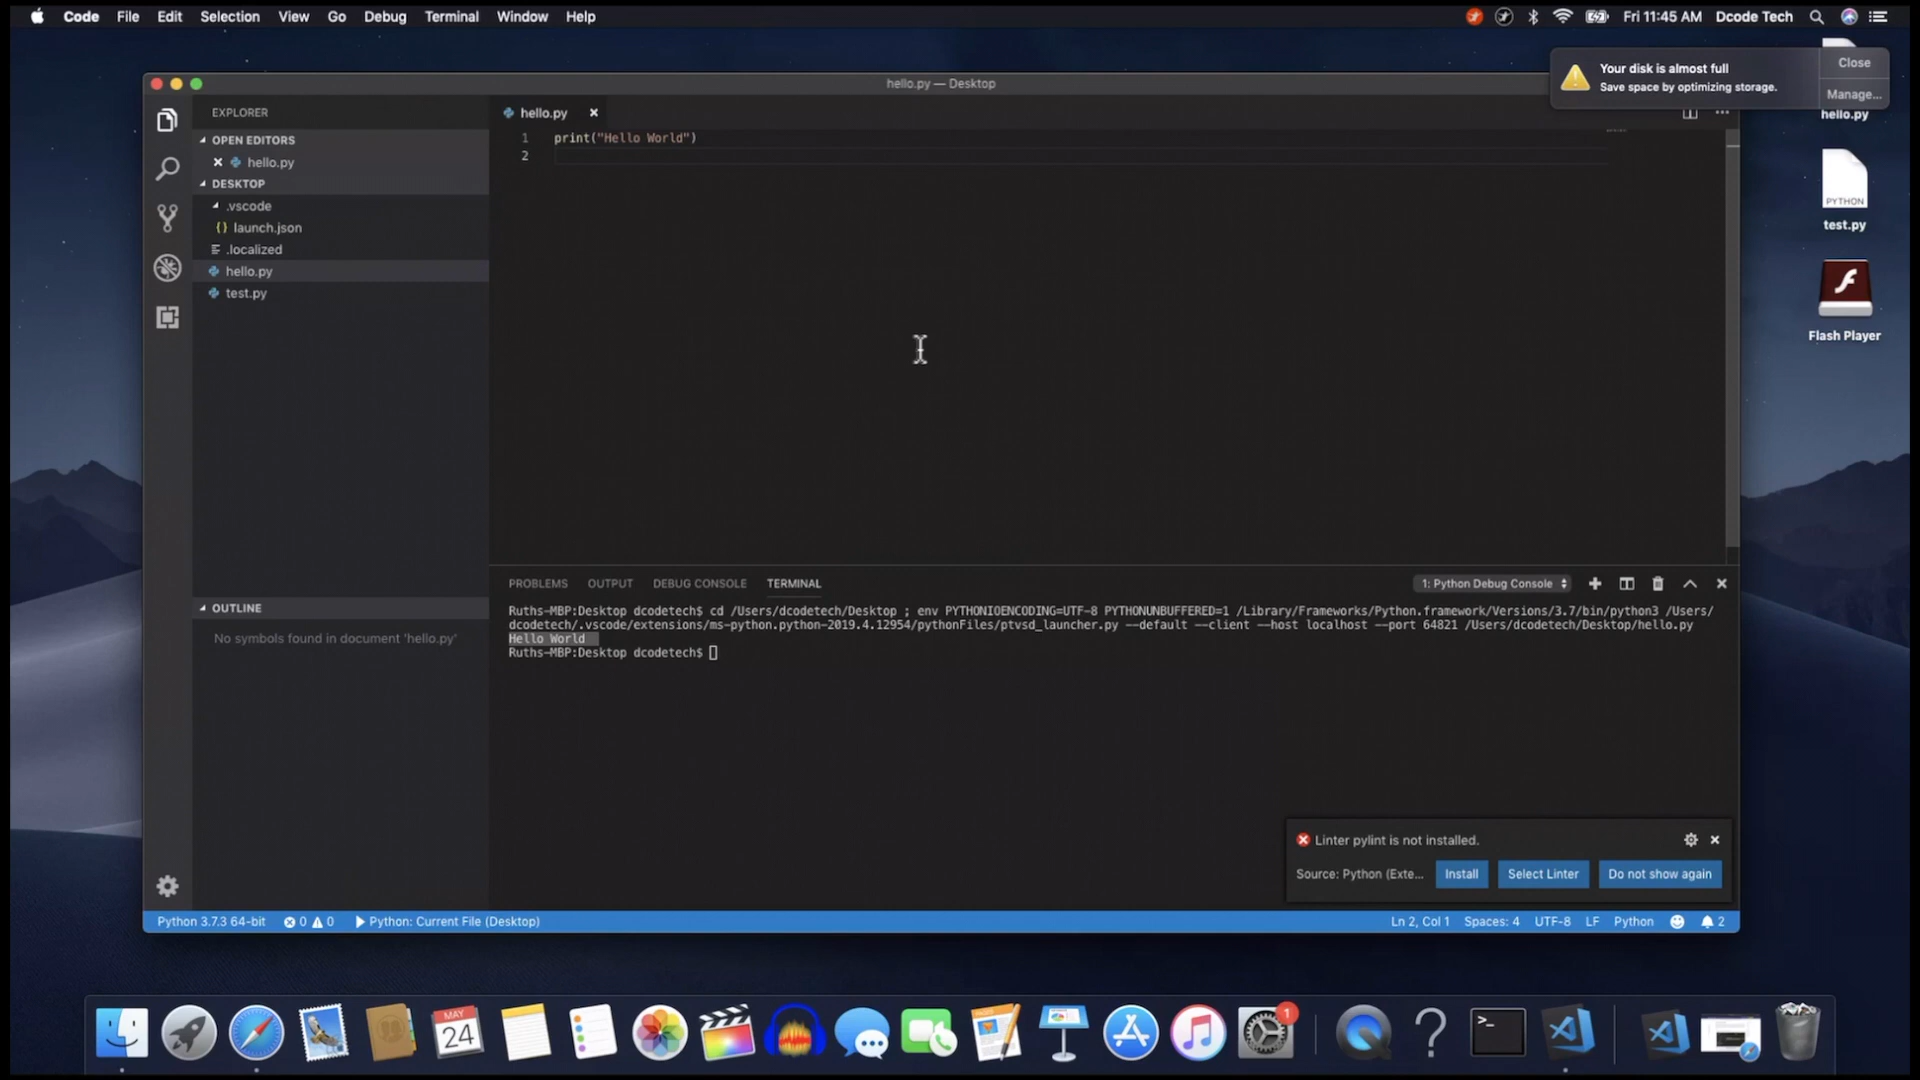 Code File Edit Selection View Go Debug Terminal Window Help
Fri 11:45 AM Dcode Tech
Your disk is almost full
Save space by optimizing storage.
Close
Manage...
hello.py — Desktop
EXPLORER
OPEN EDITORS
hello.py
DESKTOP
.vscode
{} launch.json
.localized
hello.py
test.py
OUTLINE
No symbols found in document 'hello.py'
hello.py
1 print("Hello World")
2
PROBLEMS OUTPUT DEBUG CONSOLE TERMINAL
1: Python Debug Console
Ruths-MBP:Desktop dcodetech$ cd /Users/dcodetech/Desktop ; env PYTHONIOENCODING=UTF-8 PYTHONUNBUFFERED=1 /Library/Frameworks/Python.framework/Versions/3.7/bin/python3 /Users/
dcodetech/.vscode/extensions/ms-python.python-2019.4.12954/pythonFiles/ptvsd_launcher.py --default --client --host localhost --port 64821 /Users/dcodetech/Desktop/hello.py
Hello World
Ruths-MBP:Desktop dcodetech$
Linter pylint is not installed.
Source: Python (Exte...
Install
Select Linter
Do not show again
Python 3.7.3 64-bit
0 0
Python: Current File (Desktop)
Ln 2, Col 1 Spaces: 4 UTF-8 LF Python 2
hello.py
PYTHON
test.py
Flash Player
MAY
24
1